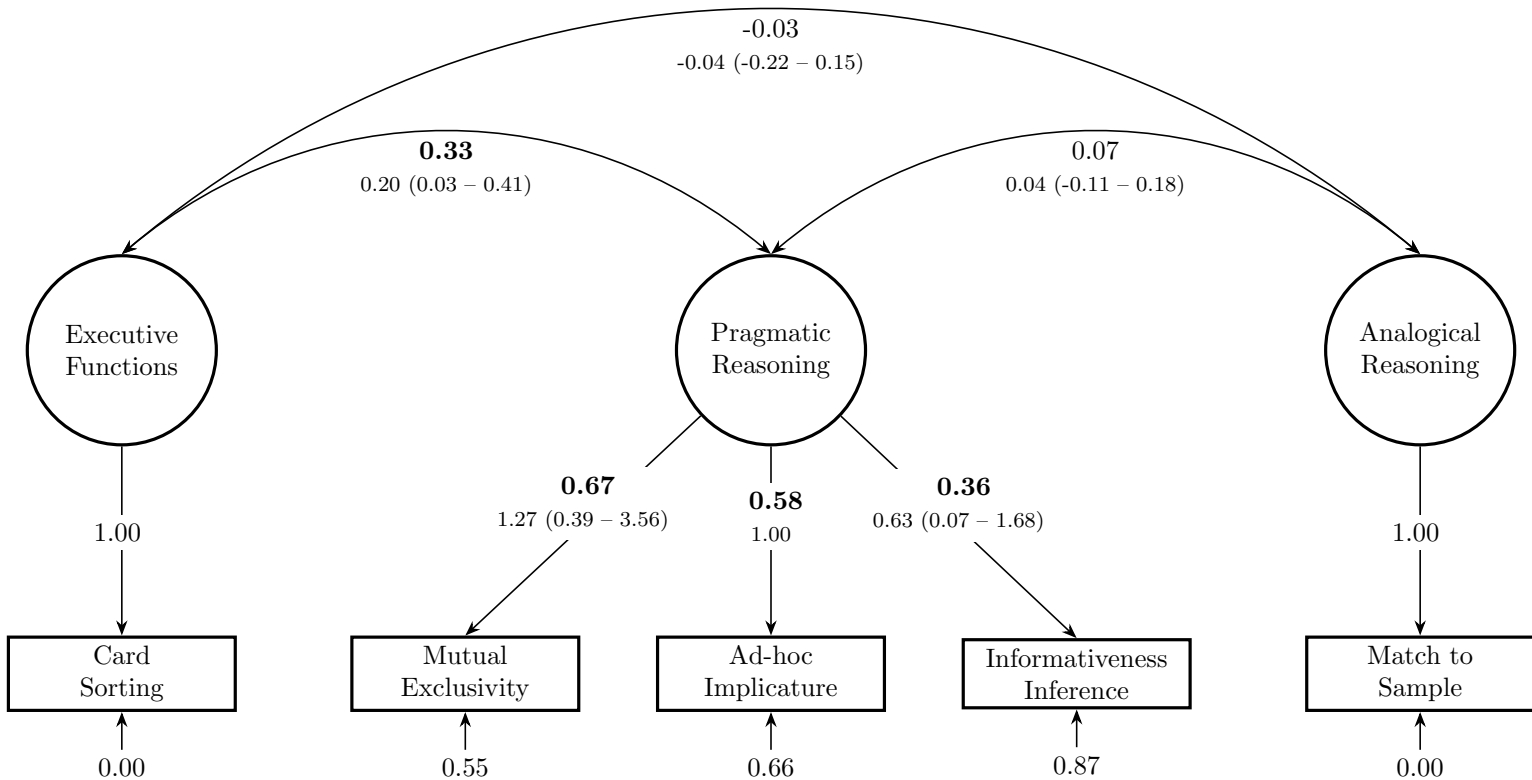 -0.03
-0.04 (-0.22 – 0.15)
0.33
0.20 (0.03 – 0.41)
0.07
0.04 (-0.11 – 0.18)
Executive
Functions
Pragmatic
Reasoning
Analogical
Reasoning
1.00
0.67
1.27 (0.39 – 3.56)
0.58
1.00
0.36
0.63 (0.07 – 1.68)
1.00
Card
Sorting
Mutual
Exclusivity
Ad-hoc
Implicature
Informativeness
Inference
Match to
Sample
0.00
0.55
0.66
0.87
0.00